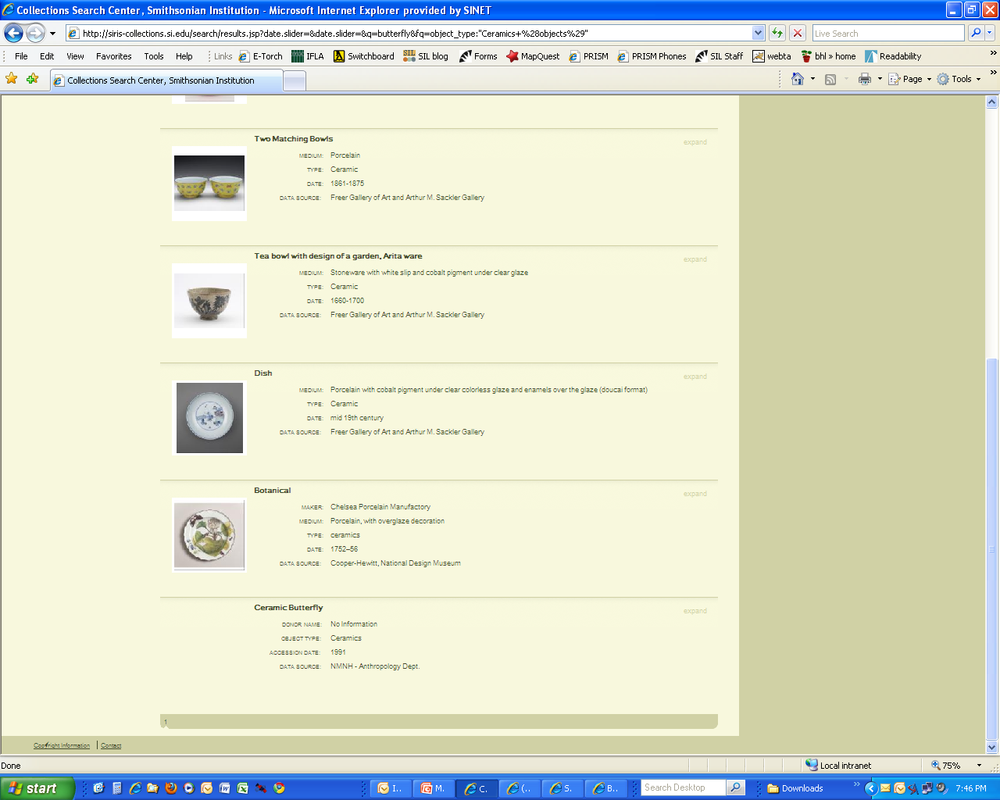 Collections Search Center, Smithsonian Institution - Microsoft Internet Explorer provided by SINET
http://siris-collections.si.edu/search/results.jsp?date.slider=&date.slider=&q=butterfly&fq=object_type:"Ceramics+%28objects%29"
Live Search
File Edit View Favorites Tools Help Links E-Torch IFLA Switchboard SIL blog Forms MapQuest PRISM PRISM Phones SIL Staff webta bhl » home Readability »
Collections Search Center, Smithsonian Institution
Page Tools »
Two Matching Bowls
expand
MEDIUM: Porcelain
TYPE: Ceramic
DATE: 1861-1875
DATA SOURCE: Freer Gallery of Art and Arthur M. Sackler Gallery
Tea bowl with design of a garden, Arita ware
expand
MEDIUM: Stoneware with white slip and cobalt pigment under clear glaze
TYPE: Ceramic
DATE: 1660-1700
DATA SOURCE: Freer Gallery of Art and Arthur M. Sackler Gallery
Dish
expand
MEDIUM: Porcelain with cobalt pigment under clear colorless glaze and enamels over the glaze (doucai format)
TYPE: Ceramic
DATE: mid 19th century
DATA SOURCE: Freer Gallery of Art and Arthur M. Sackler Gallery
Botanical
expand
MAKER: Chelsea Porcelain Manufactory
MEDIUM: Porcelain, with overglaze decoration
TYPE: ceramics
DATE: 1752–56
DATA SOURCE: Cooper-Hewitt, National Design Museum
Ceramic Butterfly
expand
DONOR NAME: No Information
OBJECT TYPE: Ceramics
ACCESSION DATE: 1991
DATA SOURCE: NMNH - Anthropology Dept.
1
Copyright Information | Contact
Done
Local intranet
75%
start
I.. M. C. (.. S. B..
Search Desktop
Downloads »
7:46 PM